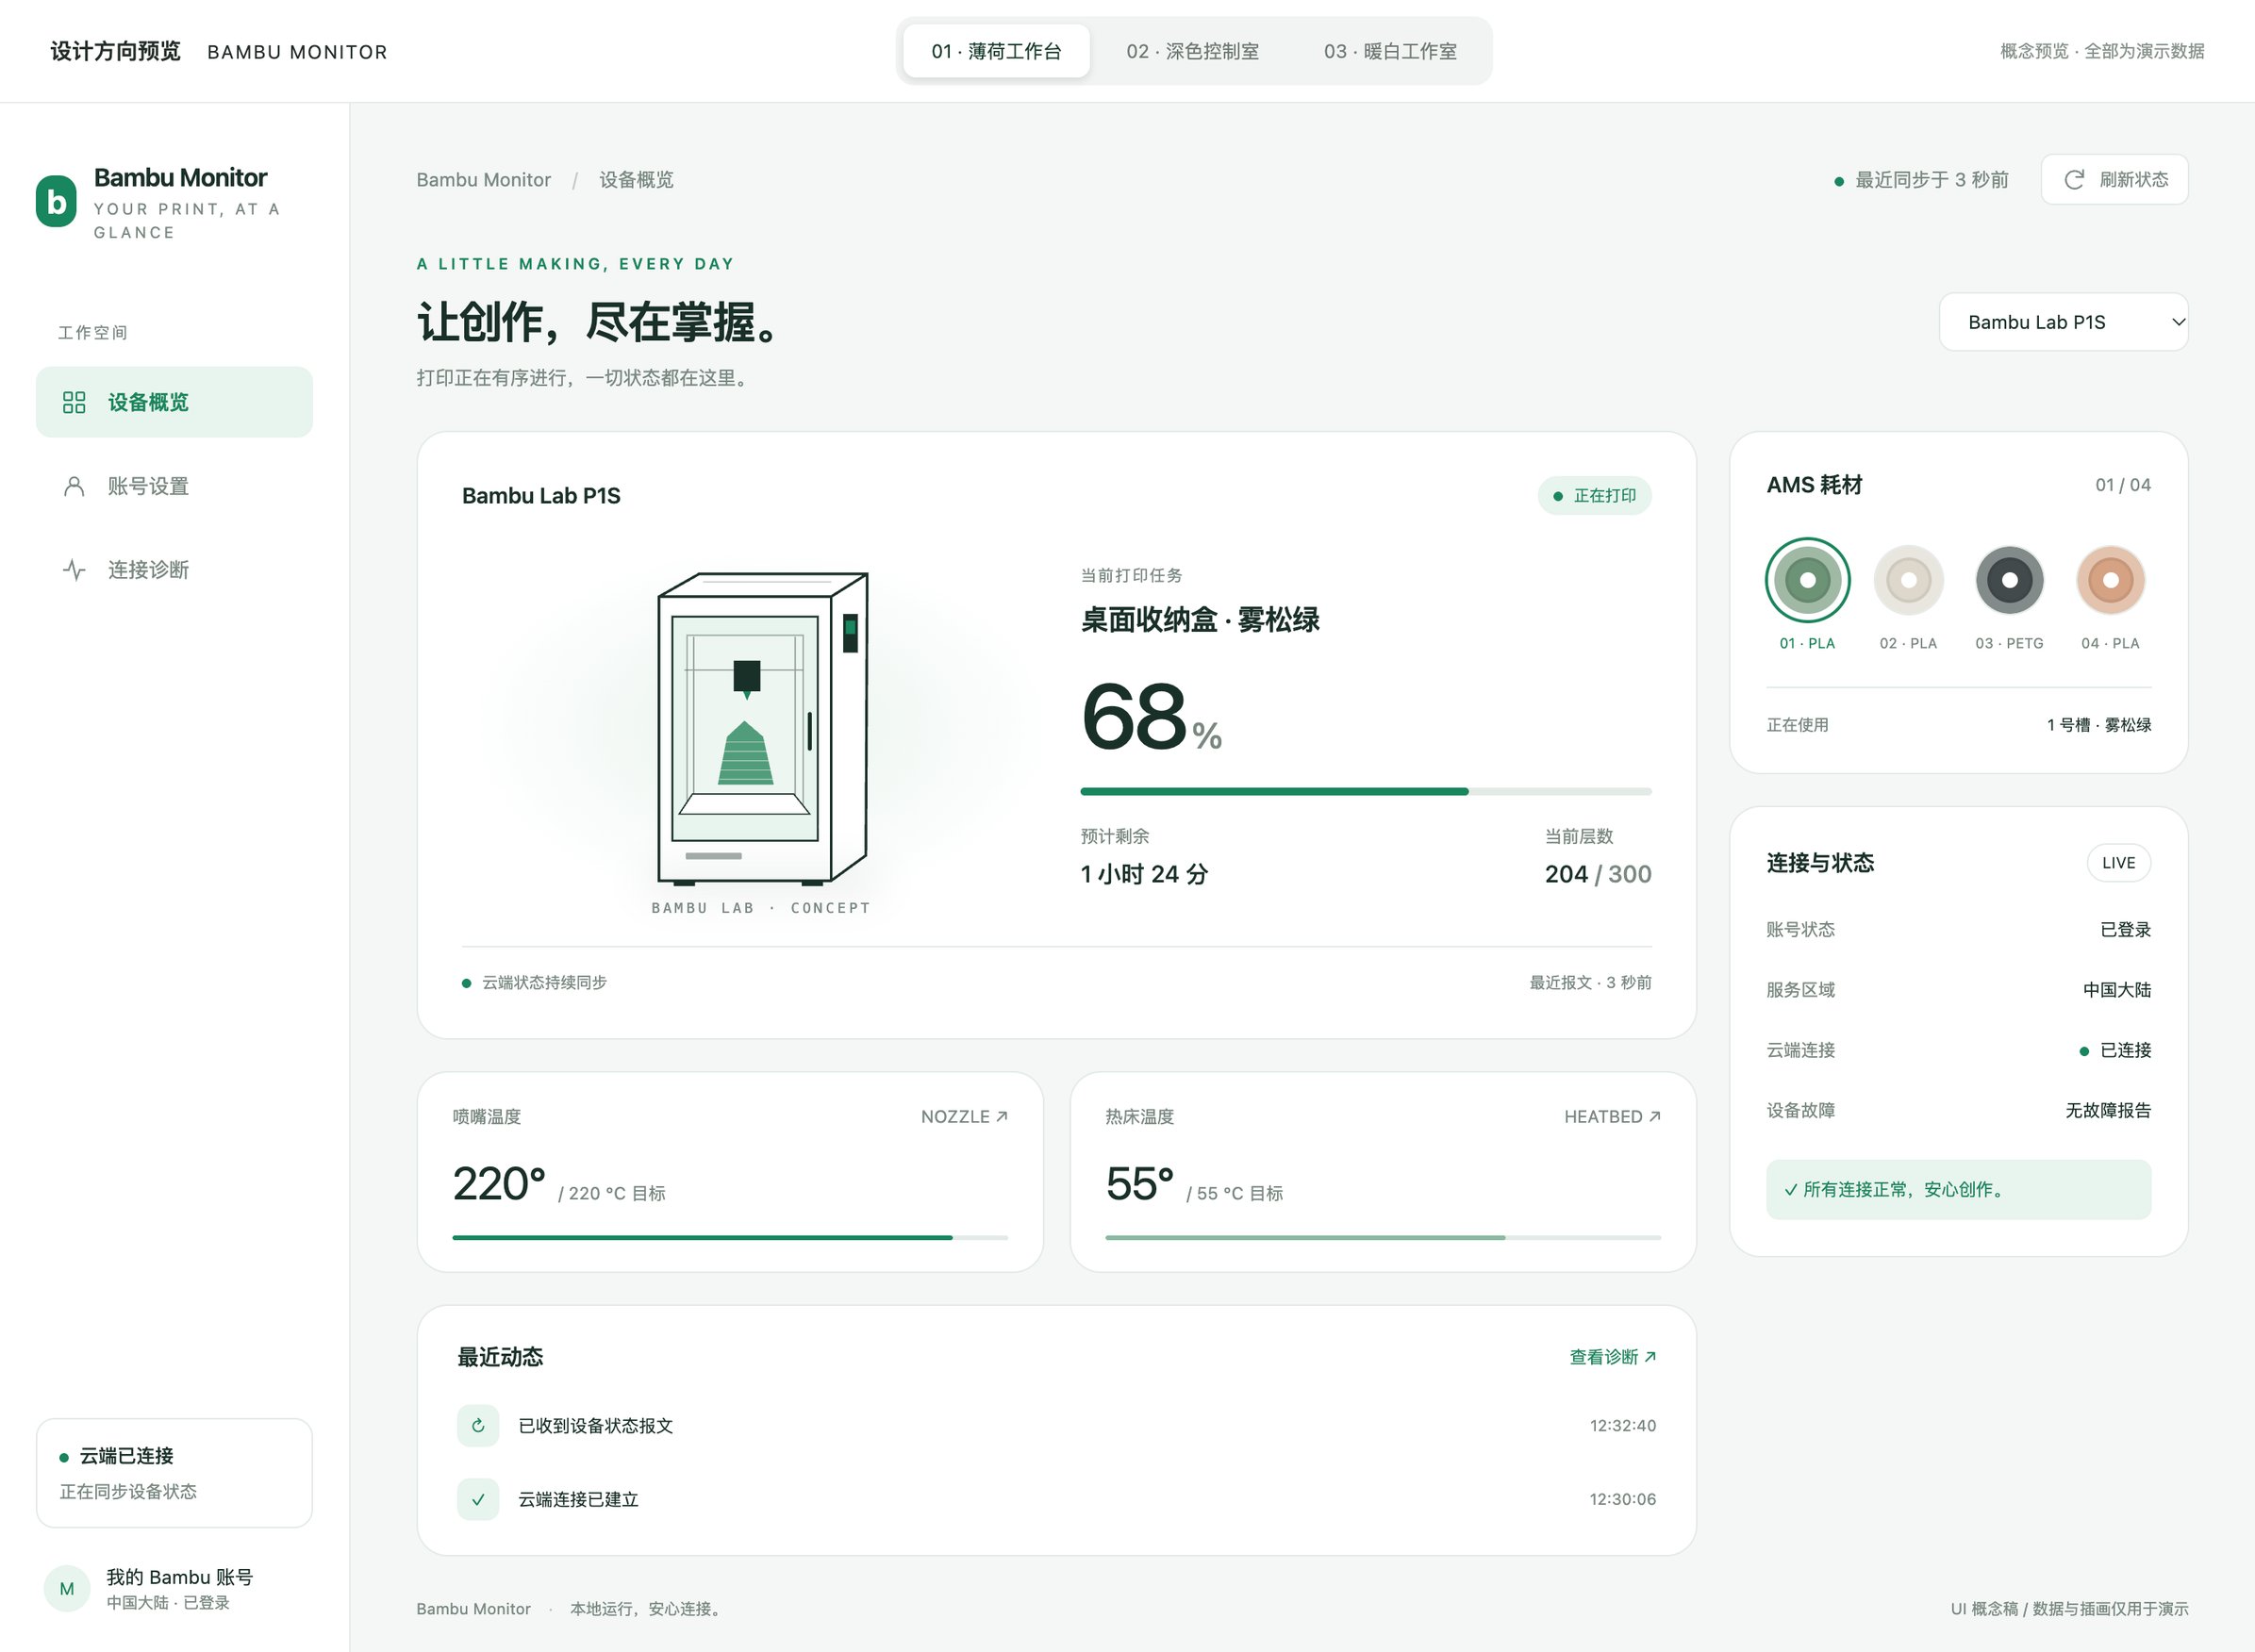 设计方向预览 BAMBU MONITOR
01 · 薄荷工作台
02 · 深色控制室
03 · 暖白工作室
概念预览 · 全部为演示数据
b
Bambu Monitor
YOUR PRINT, AT A
GLANCE
工作空间
设备概览
账号设置
连接诊断
云端已连接
正在同步设备状态
M
我的 Bambu 账号
中国大陆 · 已登录
Bambu Monitor / 设备概览
最近同步于 3 秒前
刷新状态
A LITTLE MAKING, EVERY DAY
让创作，尽在掌握。
打印正在有序进行，一切状态都在这里。
Bambu Lab P1S
Bambu Lab P1S
正在打印
BAMBU LAB · CONCEPT
当前打印任务
桌面收纳盒 · 雾松绿
68%
预计剩余
1 小时 24 分
当前层数
204 / 300
云端状态持续同步
最近报文 · 3 秒前
AMS 耗材
01 / 04
01 · PLA
02 · PLA
03 · PETG
04 · PLA
正在使用
1 号槽 · 雾松绿
连接与状态
LIVE
账号状态
已登录
服务区域
中国大陆
云端连接
已连接
设备故障
无故障报告
✓ 所有连接正常，安心创作。
喷嘴温度
NOZZLE ↗
220° / 220 °C 目标
热床温度
HEATBED ↗
55° / 55 °C 目标
最近动态
查看诊断 ↗
已收到设备状态报文
12:32:40
云端连接已建立
12:30:06
Bambu Monitor · 本地运行，安心连接。
UI 概念稿 / 数据与插画仅用于演示